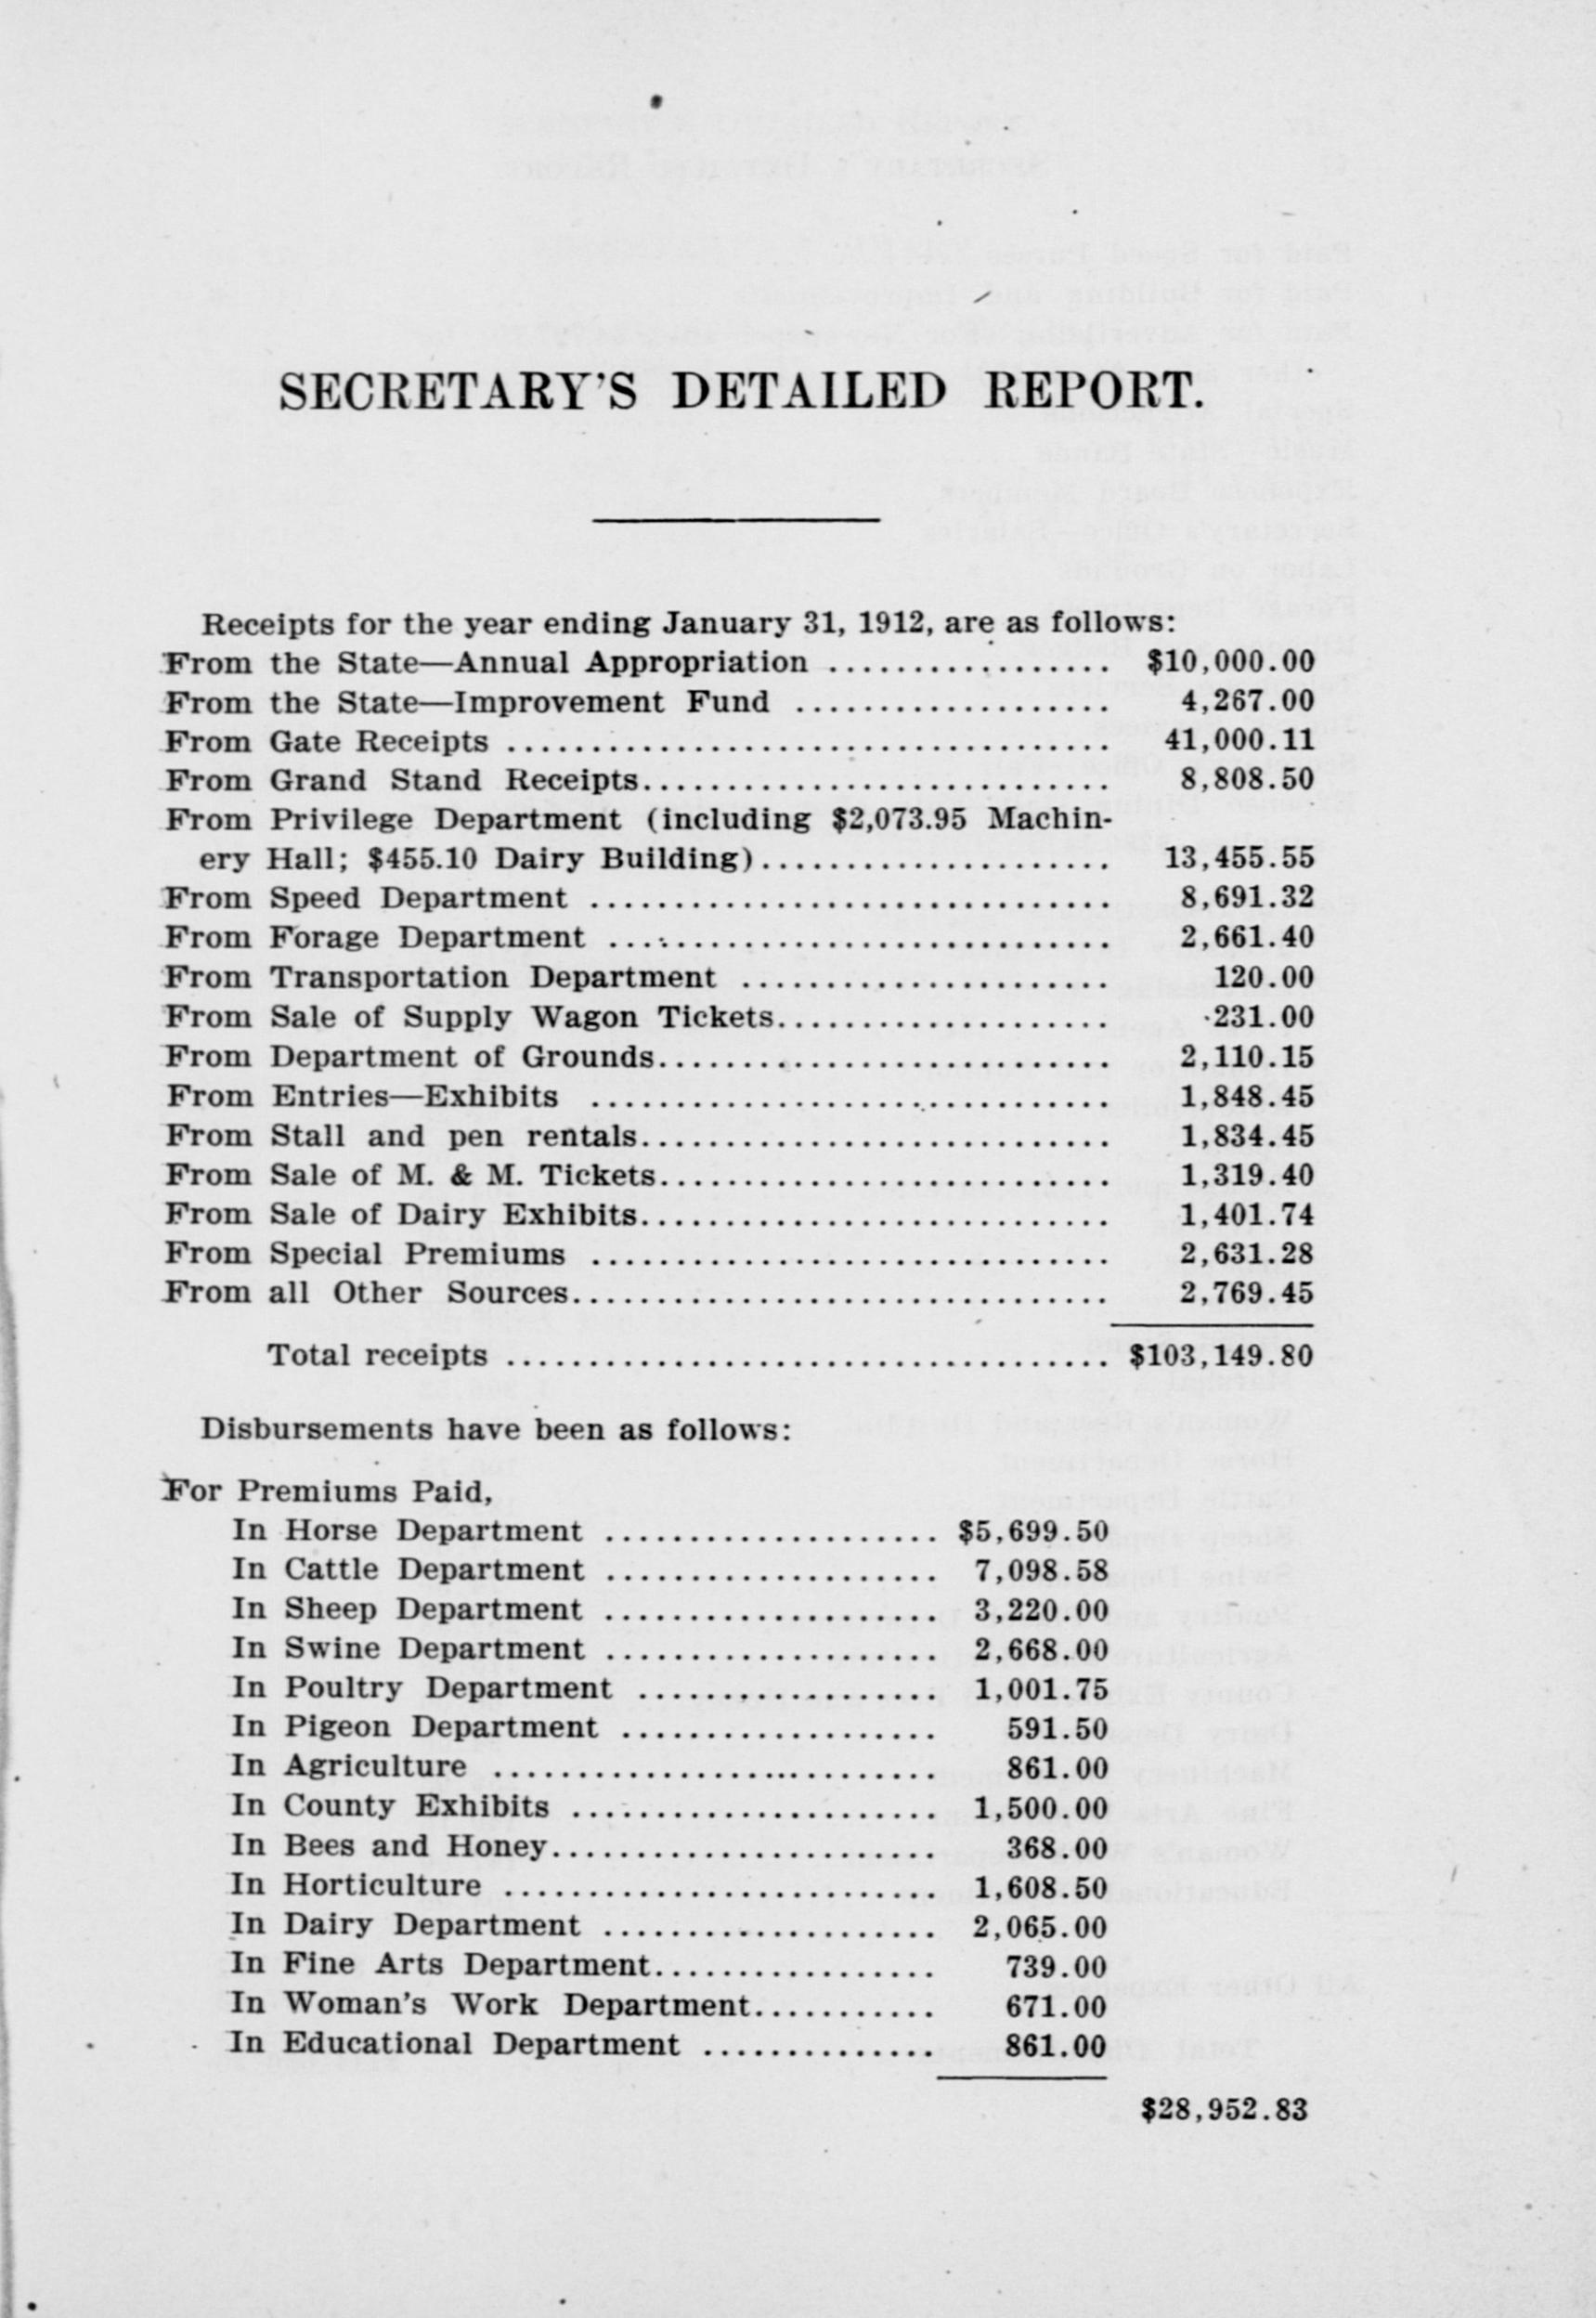 SECRETARY'S DETAILED REPORT.
Receipts for the year ending January 31, 1912, are as follows:
From the State—Annual Appropriation ................. $10,000.00
From the State—Improvement Fund ................... 4,267.00
From Gate Receipts .................................... 41,000.11
From Grand Stand Receipts............................ 8,808.50
From Privilege Department (including $2,073.95 Machin-
ery Hall; $455.10 Dairy Building)..................... 13,455.55
From Speed Department ............................... 8,691.32
From Forage Department .............................. 2,661.40
From Transportation Department ...................... 120.00
From Sale of Supply Wagon Tickets.................... 231.00
From Department of Grounds........................... 2,110.15
From Entries—Exhibits ............................... 1,848.45
From Stall and pen rentals............................ 1,834.45
From Sale of M. & M. Tickets........................... 1,319.40
From Sale of Dairy Exhibits............................ 1,401.74
From Special Premiums ............................... 2,631.28
From all Other Sources................................ 2,769.45
Total receipts .................................... $103,149.80
Disbursements have been as follows:
For Premiums Paid,
In Horse Department .................... $5,699.50
In Cattle Department .................... 7,098.58
In Sheep Department .................... 3,220.00
In Swine Department .................... 2,668.00
In Poultry Department .................. 1,001.75
In Pigeon Department ................... 591.50
In Agriculture ........................... 861.00
In County Exhibits ...................... 1,500.00
In Bees and Honey....................... 368.00
In Horticulture .......................... 1,608.50
In Dairy Department .................... 2,065.00
In Fine Arts Department................. 739.00
In Woman's Work Department........... 671.00
In Educational Department .............. 861.00
$28,952.83